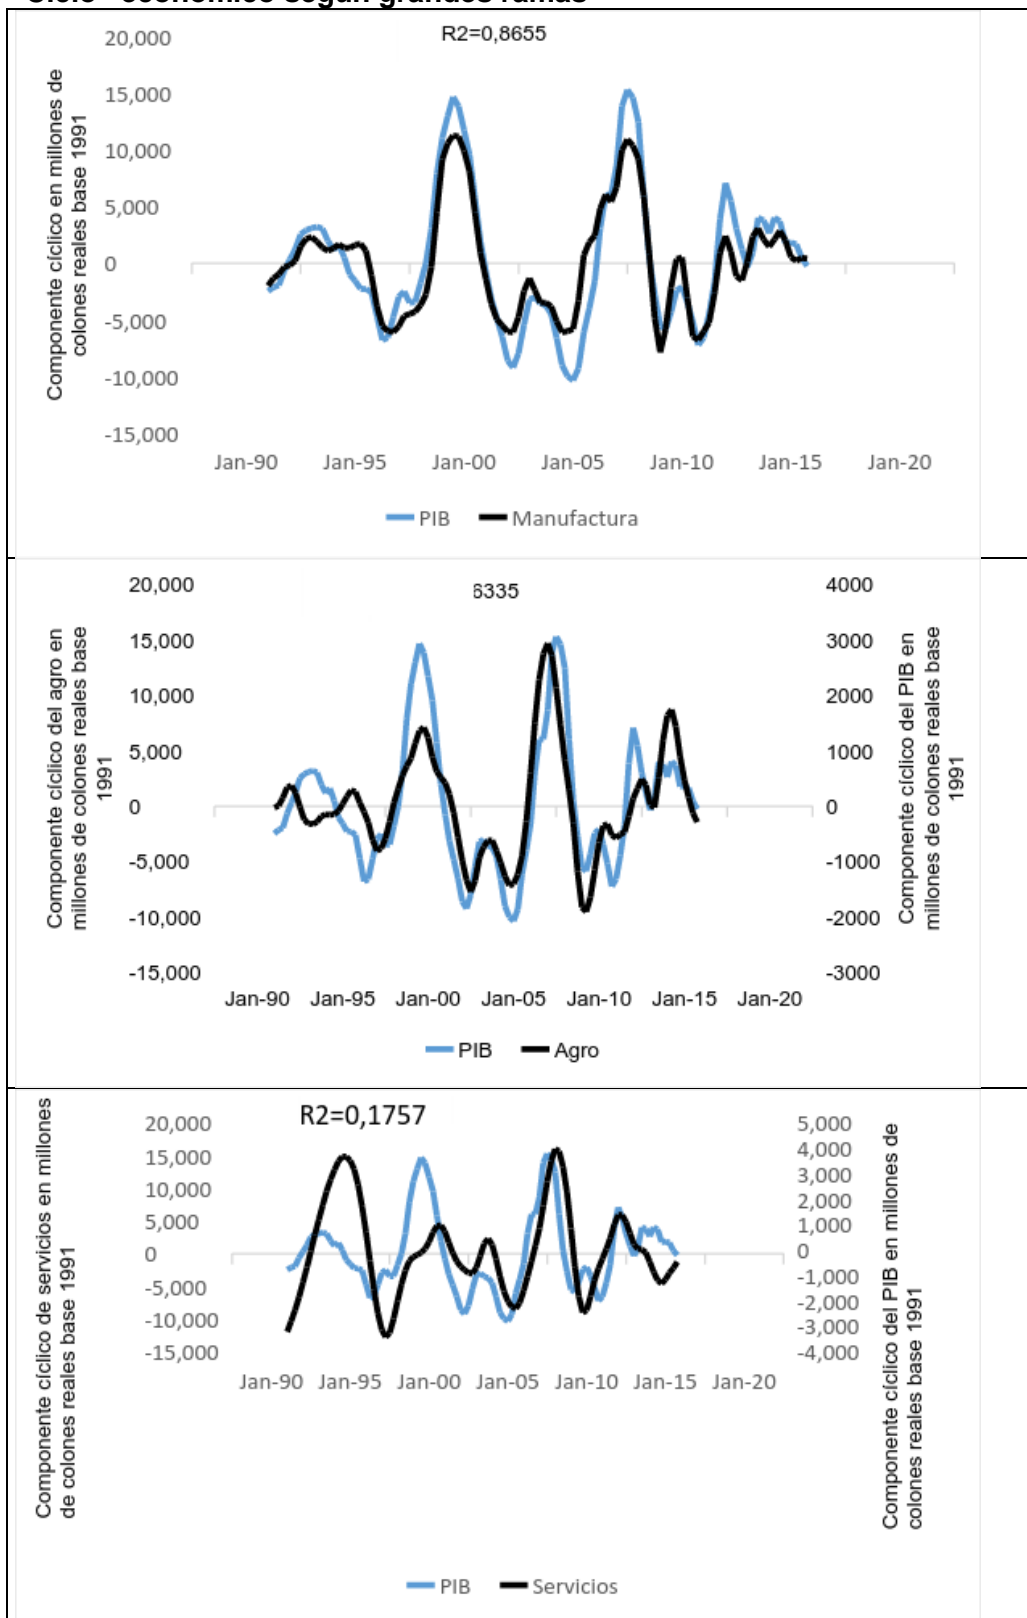 R2=0,8655
Componente cíclico en millones de
colones reales base 1991
20,000
15,000
10,000
5,000
0
-5,000
-10,000
-15,000
Jan-90 Jan-95 Jan-00 Jan-05 Jan-10 Jan-15 Jan-20
PIB Manufactura
6335
Componente cíclico del agro en
millones de colones reales base
1991
20,000
15,000
10,000
5,000
0
-5,000
-10,000
-15,000
4000
3000
2000
1000
0
-1000
-2000
-3000
Componente cíclico del PIB en
millones de colones reales base
1991
Jan-90 Jan-95 Jan-00 Jan-05 Jan-10 Jan-15 Jan-20
PIB Agro
R2=0,1757
Componente cíclico de servicios en millones
de colones reales base 1991
20,000
15,000
10,000
5,000
0
-5,000
-10,000
-15,000
5,000
4,000
3,000
2,000
1,000
0
-1,000
-2,000
-3,000
-4,000
Componente cíclico del PIB en millones de
colones reales base 1991
Jan-90 Jan-95 Jan-00 Jan-05 Jan-10 Jan-15 Jan-20
PIB Servicios